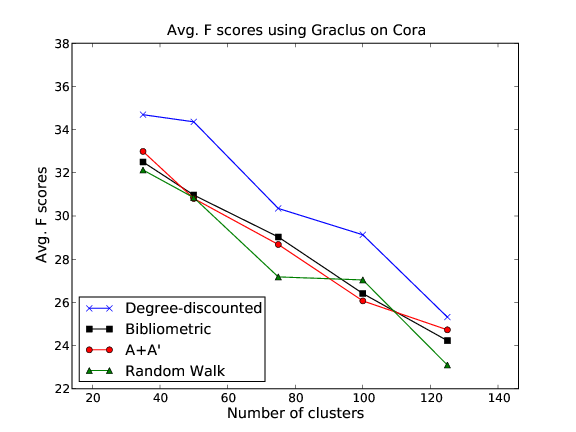 Avg. F scores using Graclus on Cora
38
36
34
32
30
28
26
24
22
Avg. F scores
Degree-discounted
Bibliometric
A+A'
Random Walk
20 40 60 80 100 120 140
Number of clusters